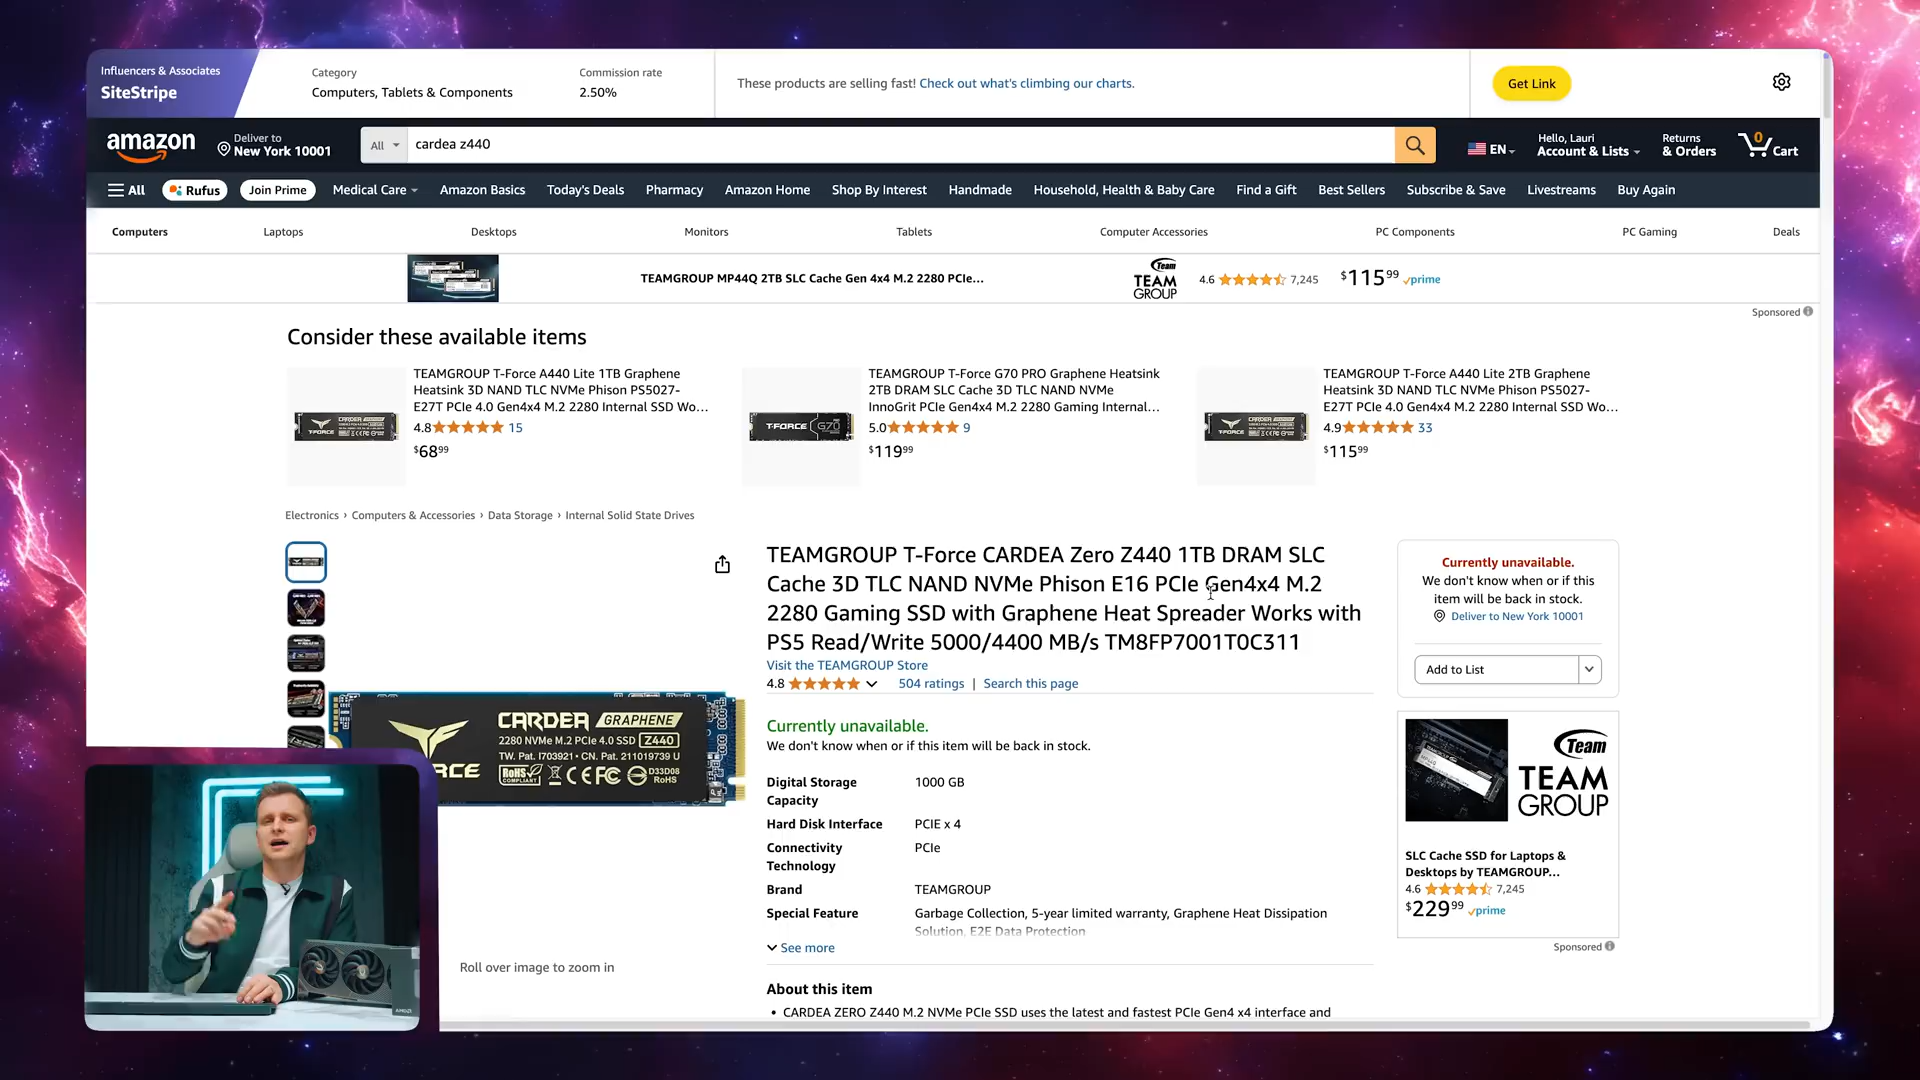 Influencers & Associates
SiteStripe
Category
Computers, Tablets & Components
Commission rate
2.50%
These products are selling fast! Check out what's climbing our charts.
Get Link
amazon
Deliver to
New York 10001
All
cardea z440
EN
Hello, Lauri
Account & Lists
Returns
& Orders
0
Cart
All
Rufus
Join Prime
Medical Care
Amazon Basics
Today's Deals
Pharmacy
Amazon Home
Shop By Interest
Handmade
Household, Health & Baby Care
Find a Gift
Best Sellers
Subscribe & Save
Livestreams
Buy Again
Computers
Laptops
Desktops
Monitors
Tablets
Computer Accessories
PC Components
PC Gaming
Deals
TEAMGROUP MP44Q 2TB SLC Cache Gen 4x4 M.2 2280 PCIe...
Team
TEAM
GROUP
4.6 7,245
$115 99 prime
Sponsored
Consider these available items
TEAMGROUP T-Force A440 Lite 1TB Graphene
Heatsink 3D NAND TLC NVMe Phison PS5027-
E27T PCIe 4.0 Gen4x4 M.2 2280 Internal SSD Wo...
4.8 15
$68 99
TEAMGROUP T-Force G70 PRO Graphene Heatsink
2TB DRAM SLC Cache 3D TLC NAND NVMe
InnoGrit PCIe Gen4x4 M.2 2280 Gaming Internal...
5.0 9
$119 99
TEAMGROUP T-Force A440 Lite 2TB Graphene
Heatsink 3D NAND TLC NVMe Phison PS5027-
E27T PCIe 4.0 Gen4x4 M.2 2280 Internal SSD Wo...
4.9 33
$115 99
T-FORCE CARDEA
T-FORCE G70
T-FORCE CARDEA
Electronics › Computers & Accessories › Data Storage › Internal Solid State Drives
TEAMGROUP T-Force CARDEA Zero Z440 1TB DRAM SLC
Cache 3D TLC NAND NVMe Phison E16 PCIe Gen4x4 M.2
2280 Gaming SSD with Graphene Heat Spreader Works with
PS5 Read/Write 5000/4400 MB/s TM8FP7001T0C311
Visit the TEAMGROUP Store
4.8 504 ratings | Search this page
Currently unavailable.
We don't know when or if this item will be back in stock.
Digital Storage
Capacity
1000 GB
Hard Disk Interface
PCIE x 4
Connectivity
Technology
PCIe
Brand
TEAMGROUP
Special Feature
Garbage Collection, 5-year limited warranty, Graphene Heat Dissipation
Solution, E2E Data Protection
See more
About this item
• CARDEA ZERO Z440 M.2 NVMe PCIe SSD uses the latest and fastest PCIe Gen4 x4 interface and
CARDEA GRAPHENE
2280 NVMe M.2 PCIe 4.0 SSD Z440
TW. Pat. I703921 • CN. Pat. 211019739 U
RCE
RoHS
COMPLIANT
CE FC
D33D08
RoHS
Roll over image to zoom in
Currently unavailable.
We don't know when or if this
item will be back in stock.
Deliver to New York 10001
Add to List
Team
TEAM
GROUP
SLC Cache SSD for Laptops &
Desktops by TEAMGROUP...
4.6 7,245
$229 99 prime
Sponsored
AMD